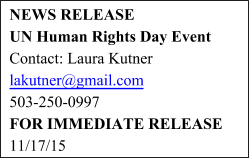 NEWS RELEASE
UN Human Rights Day Event
Contact: Laura Kutner
lakutner@gmail.com
503-250-0997
FOR IMMEDIATE RELEASE
11/17/15